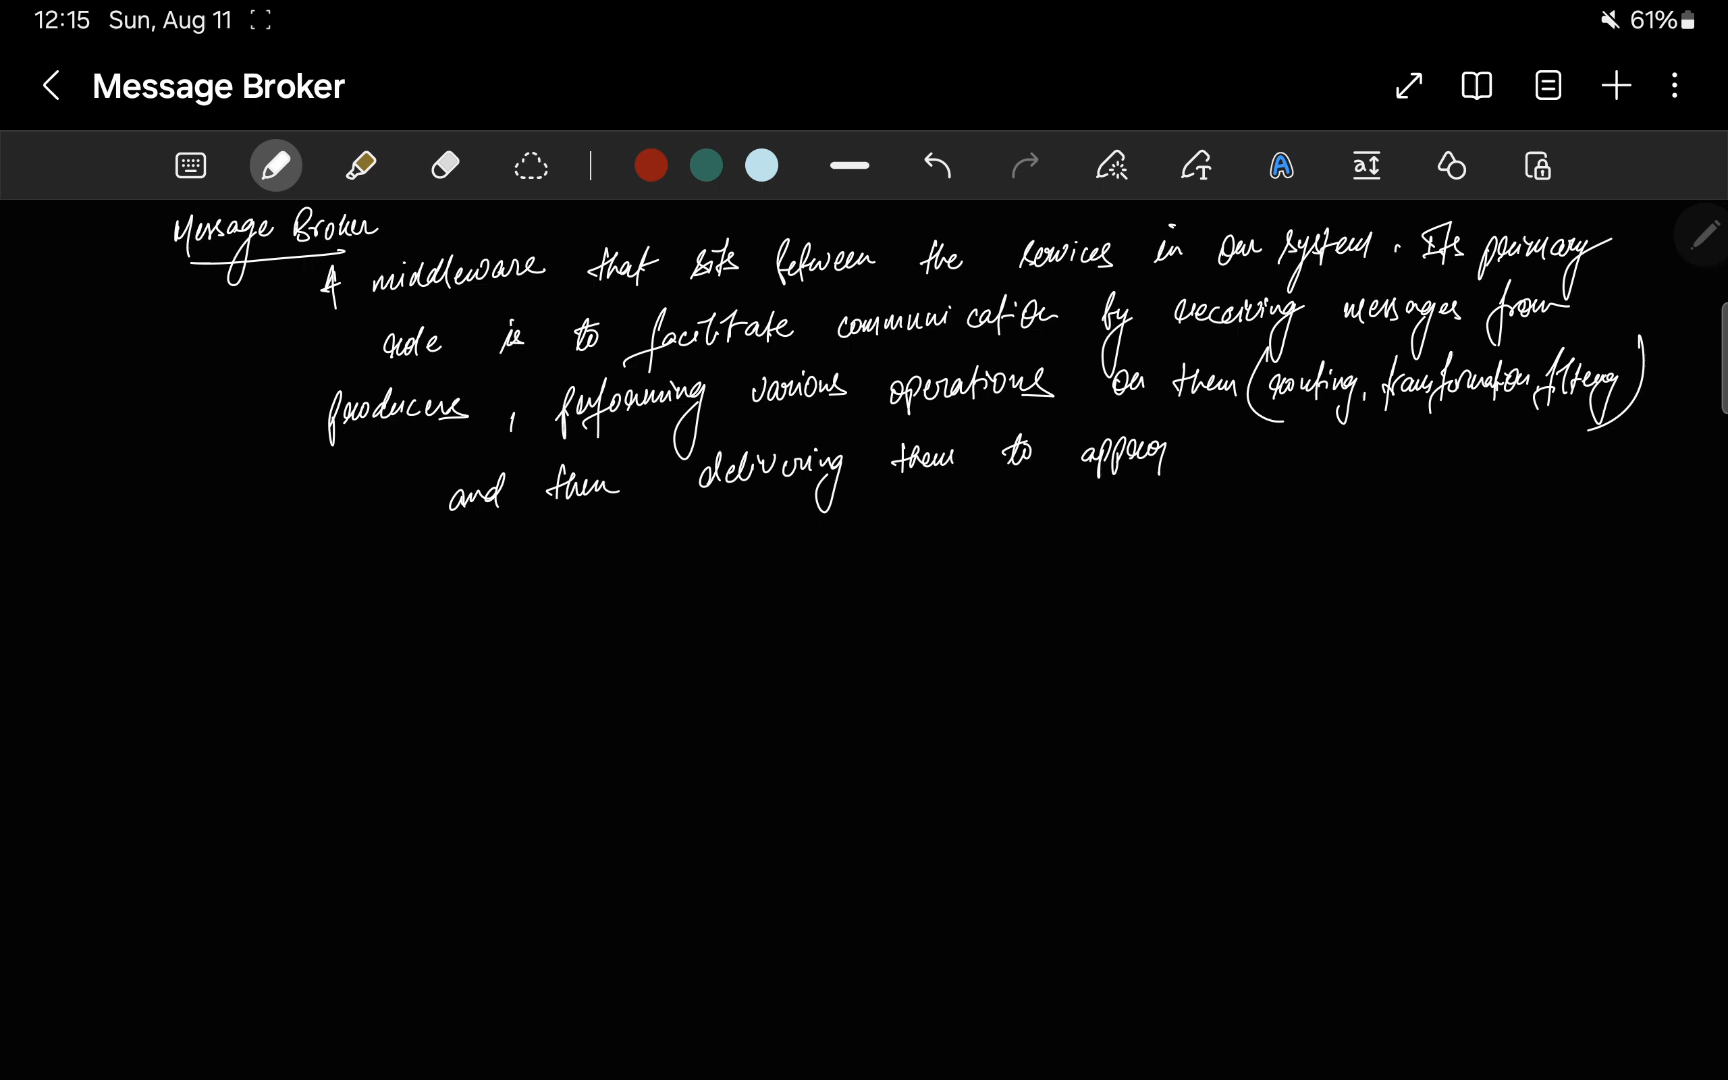 12:15 Sun, Aug 11 61%
Message Broker
Message Broker
A middleware that sits between the services in our system. Its primary
role is to facilitate communication by receiving messages from
producers, performing various operations on them (routing, transformation, filtering)
and then delivering them to approp